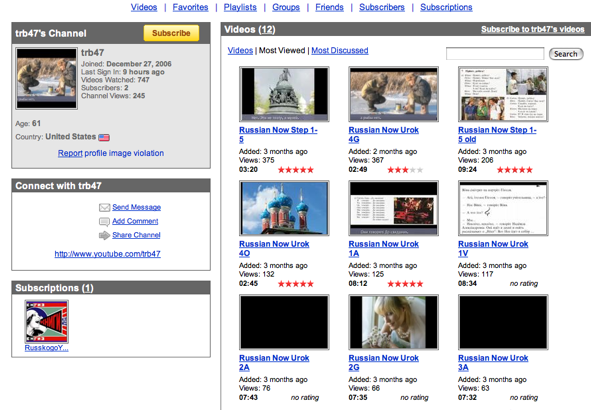 Videos | Favorites | Playlists | Groups | Friends | Subscribers | Subscriptions
trb47's Channel
Subscribe
trb47
Joined: December 27, 2006
Last Sign In: 9 hours ago
Videos Watched: 747
Subscribers: 2
Channel Views: 245
Age: 61
Country: United States
Report profile image violation
Connect with trb47
Send Message
Add Comment
Share Channel
http://www.youtube.com/trb47
Subscriptions (1)
RusskogoY...
Videos (12)
Subscribe to trb47's videos
Videos | Most Viewed | Most Discussed
Search
Russian Now Step 1-
5
Added: 3 months ago
Views: 375
03:20
Russian Now Urok
4G
Added: 2 months ago
Views: 367
02:49
Russian Now Step 1-
5 old
Added: 3 months ago
Views: 206
09:24
Russian Now Urok
4O
Added: 3 months ago
Views: 132
02:45
Russian Now Urok
1A
Added: 3 months ago
Views: 125
08:12
Russian Now Urok
1V
Added: 3 months ago
Views: 117
08:34 no rating
Russian Now Urok
2A
Added: 3 months ago
Views: 76
07:43 no rating
Russian Now Urok
2G
Added: 3 months ago
Views: 66
07:35 no rating
Russian Now Urok
3A
Added: 3 months ago
Views: 63
07:32 no rating